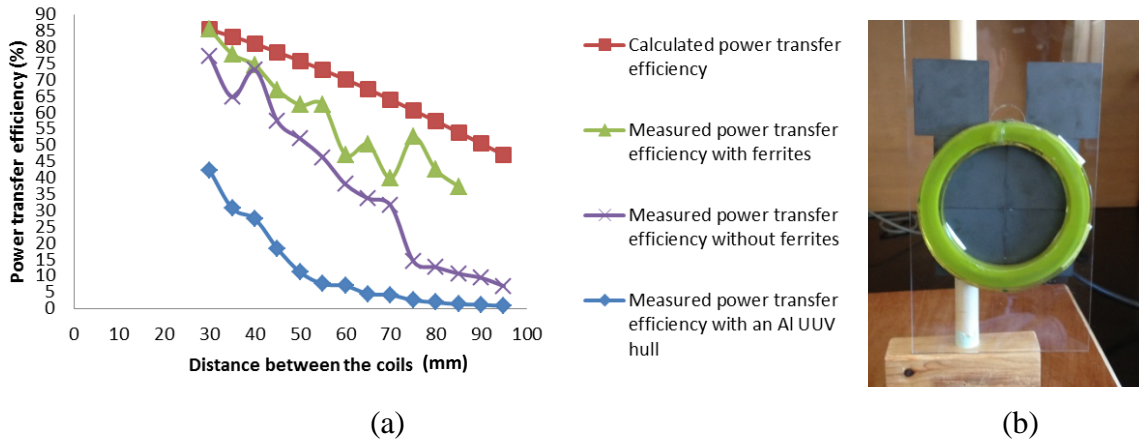 90
85
80
75
70
65
60
55
50
45
40
35
30
25
20
15
10
5
0
Power transfer efficiency (%)
0 10 20 30 40 50 60 70 80 90 100
Distance between the coils (mm)
Calculated power transfer
efficiency
Measured power transfer
efficiency with ferrites
Measured power transfer
efficiency without ferrites
Measured power transfer
efficiency with an Al UUV
hull
(a)
(b)